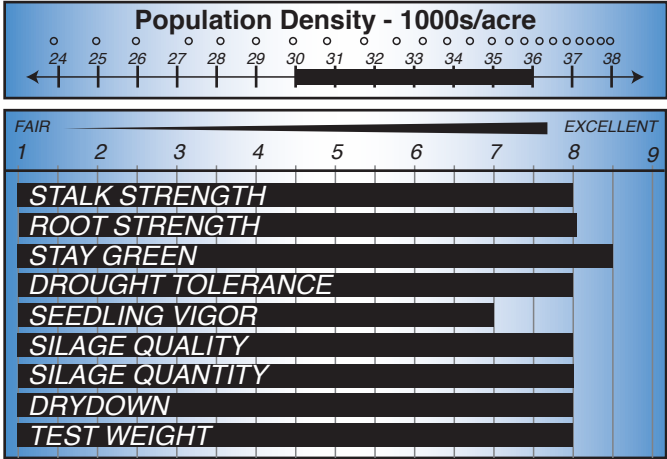 Population Density - 1000s/acre
24 25 26 27 28 29 30 31 32 33 34 35 36 37 38
FAIR EXCELLENT
1 2 3 4 5 6 7 8 9
STALK STRENGTH
ROOT STRENGTH
STAY GREEN
DROUGHT TOLERANCE
SEEDLING VIGOR
SILAGE QUALITY
SILAGE QUANTITY
DRYDOWN
TEST WEIGHT